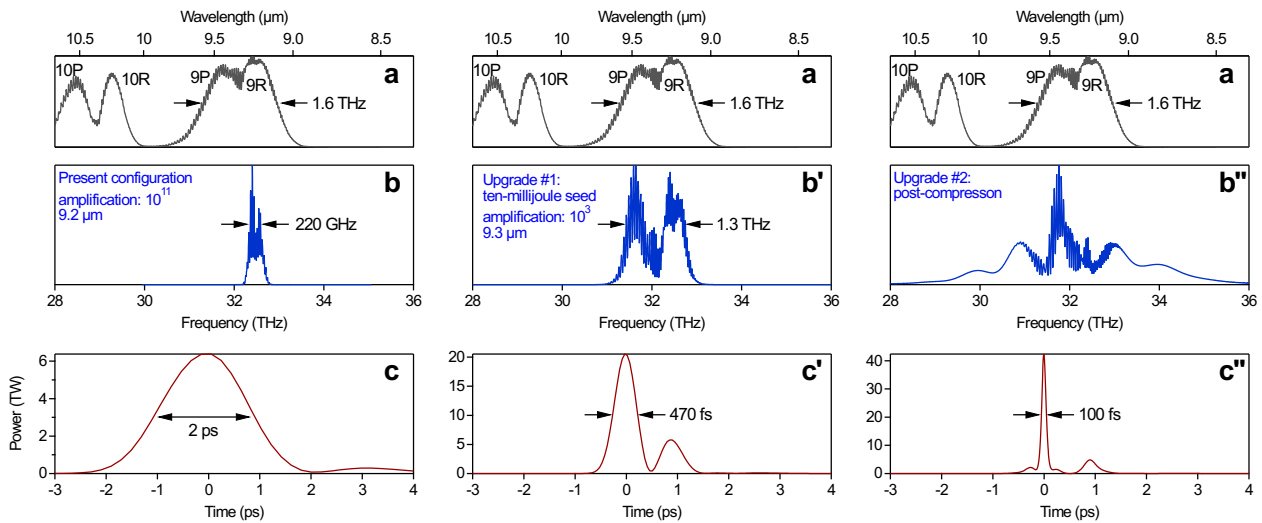 Wavelength (µm)
10.5 10 9.5 9.0 8.5
10P
10R
9P
9R
1.6 THz
a
Present configuration
amplification: 10^11
9.2 µm
220 GHz
b
28 30 32 34 36
Frequency (THz)
Power (TW)
6
4
2
0
2 ps
c
-3 -2 -1 0 1 2 3 4
Time (ps)
Wavelength (µm)
10.5 10 9.5 9.0 8.5
10P
10R
9P
9R
1.6 THz
a
Upgrade #1:
ten-millijoule seed
amplification: 10^3
9.3 µm
1.3 THz
b'
28 30 32 34 36
Frequency (THz)
20
15
10
5
0
470 fs
c'
-3 -2 -1 0 1 2 3 4
Time (ps)
Wavelength (µm)
10.5 10 9.5 9.0 8.5
10P
10R
9P
9R
1.6 THz
a
Upgrade #2:
post-compresson
b"
28 30 32 34 36
Frequency (THz)
40
30
20
10
0
100 fs
c"
-3 -2 -1 0 1 2 3 4
Time (ps)